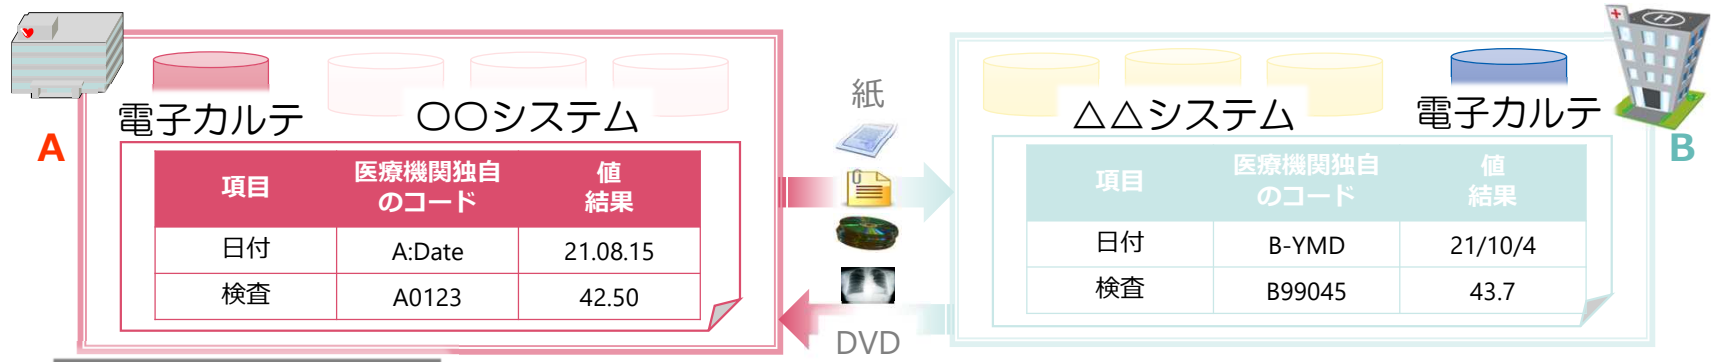 A
電子カルテ
〇〇システム
項目 医療機関独自のコード 値 結果
日付 A:Date 21.08.15
検査 A0123 42.50
紙
DVD
△△システム
電子カルテ
B
項目 医療機関独自のコード 値 結果
日付 B-YMD 21/10/4
検査 B99045 43.7